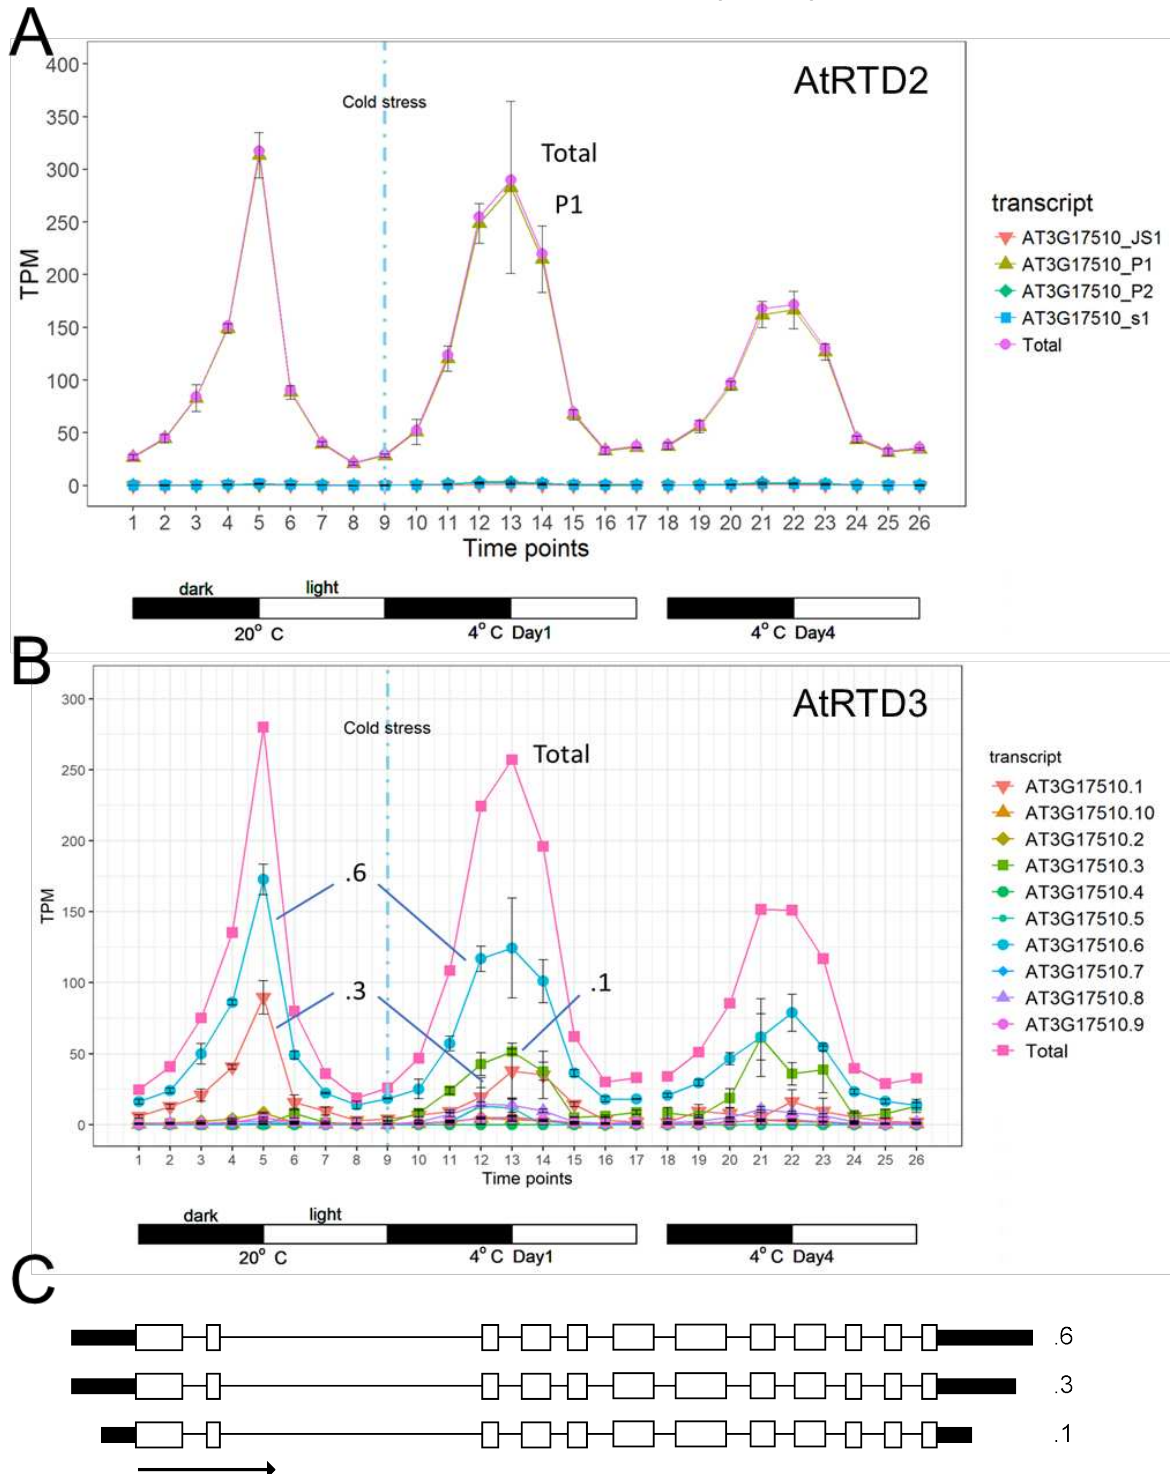 A
AtRTD2
400
350
300
250
200
150
100
50
0
TPM
Cold stress
Total
P1
transcript
AT3G17510_JS1
AT3G17510_P1
AT3G17510_P2
AT3G17510_s1
Total
1 2 3 4 5 6 7 8 9 10 11 12 13 14 15 16 17 18 19 20 21 22 23 24 25 26
Time points
dark light
20° C 4° C Day1 4° C Day4
B
AtRTD3
300
250
200
150
100
50
0
TPM
Cold stress
Total
.6
.3
.1
transcript
AT3G17510.1
AT3G17510.10
AT3G17510.2
AT3G17510.3
AT3G17510.4
AT3G17510.5
AT3G17510.6
AT3G17510.7
AT3G17510.8
AT3G17510.9
Total
1 2 3 4 5 6 7 8 9 10 11 12 13 14 15 16 17 18 19 20 21 22 23 24 25 26
Time points
dark light
20° C 4° C Day1 4° C Day4
C
.6
.3
.1